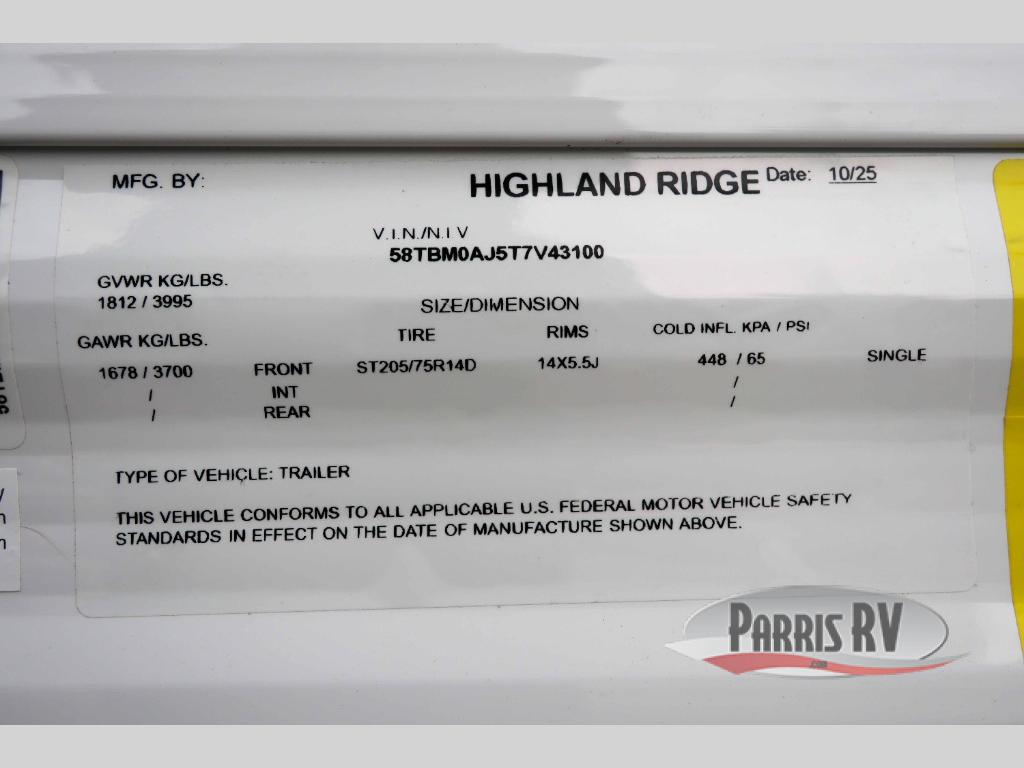 MFG. BY:
HIGHLAND RIDGE Date: 10/25
V.I.N./N.I V
58TBM0AJ5T7V43100
GVWR KG/LBS.
1812 / 3995
SIZE/DIMENSION
GAWR KG/LBS. TIRE RIMS COLD INFL. KPA / PSI
1678 / 3700 FRONT ST205/75R14D 14X5.5J 448 / 65 SINGLE
/ INT /
/ REAR /
TYPE OF VEHICLE: TRAILER
THIS VEHICLE CONFORMS TO ALL APPLICABLE U.S. FEDERAL MOTOR VEHICLE SAFETY
STANDARDS IN EFFECT ON THE DATE OF MANUFACTURE SHOWN ABOVE.
PARRIS RV
.com